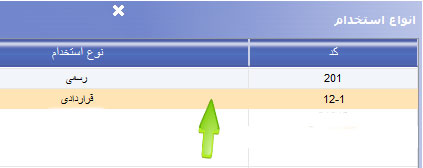 انواع استخدام
کد نوع استخدام
201 رسمی
12-1 قراردادی